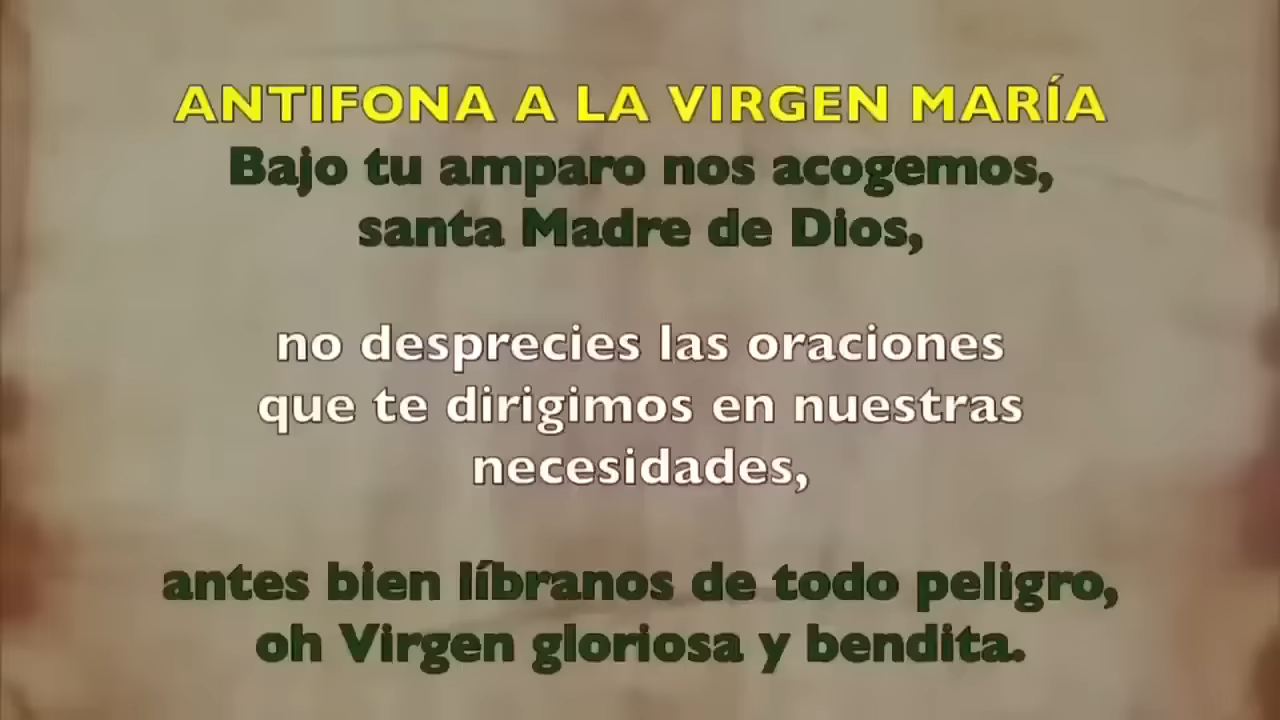 ANTIFONA A LA VIRGEN MARÍA
Bajo tu amparo nos acogemos,
santa Madre de Dios,
no desprecies las oraciones
que te dirigimos en nuestras
necesidades,
antes bien líbranos de todo peligro,
oh Virgen gloriosa y bendita.